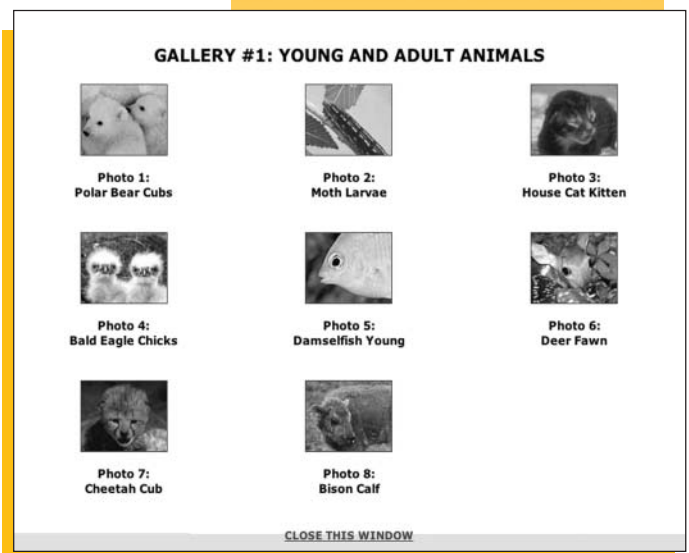 GALLERY #1: YOUNG AND ADULT ANIMALS
Photo 1:
Polar Bear Cubs
Photo 2:
Moth Larvae
Photo 3:
House Cat Kitten
Photo 4:
Bald Eagle Chicks
Photo 5:
Damselfish Young
Photo 6:
Deer Fawn
Photo 7:
Cheetah Cub
Photo 8:
Bison Calf
CLOSE THIS WINDOW